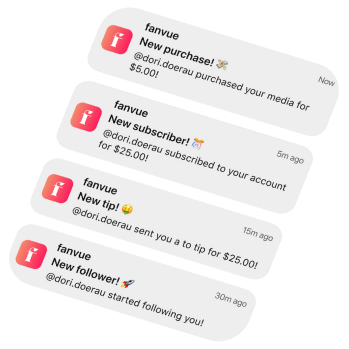 fanvue
New purchase! 💸
Now
@dori.doerau purchased your media for
$5.00!
fanvue
New subscriber! 🎊
5m ago
@dori.doerau subscribed to your account
for $25.00!
fanvue
New tip! 🤑
15m ago
@dori.doerau sent you a to tip for $25.00!
fanvue
New follower! 🚀
30m ago
@dori.doerau started following you!